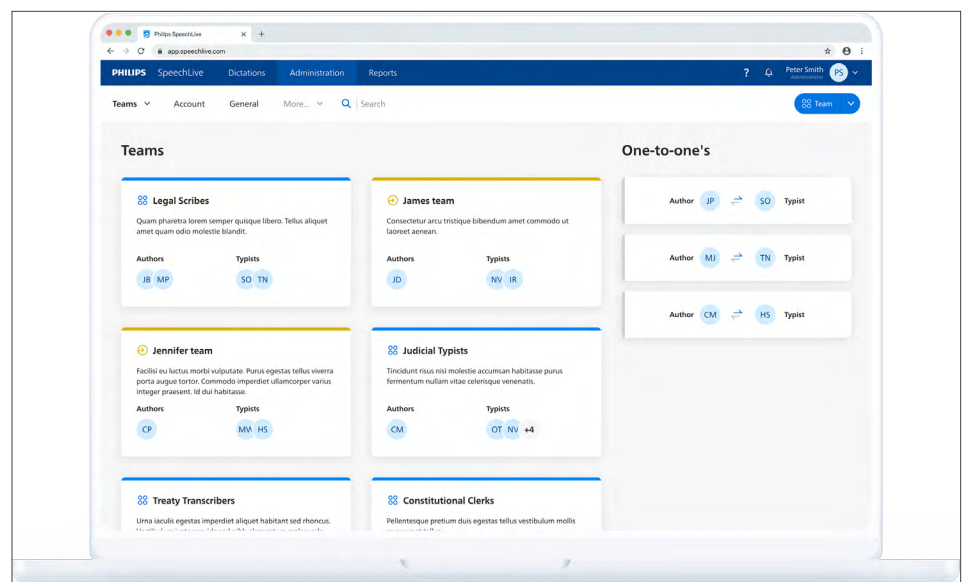 Philips SpeechLive
app.speechlive.com
PHILIPS SpeechLive Dictations Administration Reports ? Peter Smith PS
Administrator
Teams Account General More... Search Team
Teams
One-to-one's
Legal Scribes
Quam pharetra lorem semper quisque libero. Tellus aliquet
amet quam odio molestie blandit.
Authors Typists
JB MP SO TN
James team
Consectetur arcu tristique bibendum amet commodo ut
laoreet aenean.
Authors Typists
JD NV IR
Author JP SO Typist
Author MJ TN Typist
Author CM HS Typist
Jennifer team
Facilisi eu luctus morbi vulputate. Purus egestas tellus viverra
porta augue tortor. Commodo imperdiet ullamcorper varius
integer praesent. Id dui habitasse.
Authors Typists
CP MW HS
Judicial Typists
Tincidunt risus nisi molestie accumsan habitasse purus
fermentum nullam vitae celerisque venenatis.
Authors Typists
CM OT NV +4
Treaty Transcribers
Urna iaculis egestas imperdiet aliquet habitant sed rhoncus.
Constitutional Clerks
Pellentesque pretium duis egestas tellus vestibulum mollis